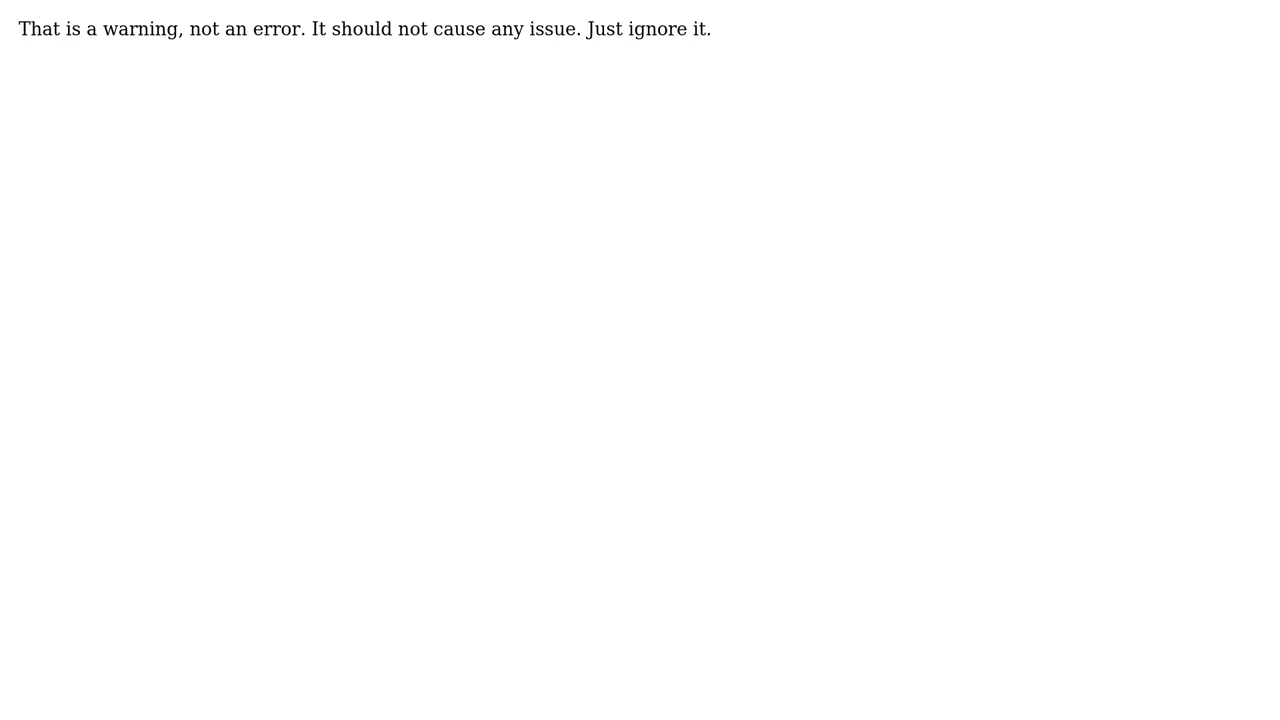 That is a warning, not an error. It should not cause any issue. Just ignore it.